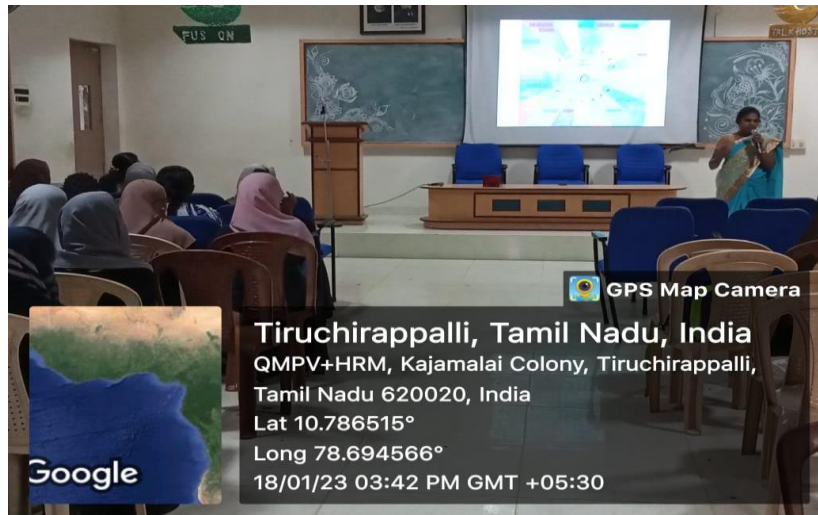 FUS ON
TALK HOST
GPS Map Camera
Tiruchirappalli, Tamil Nadu, India
QMPV+HRM, Kajamalai Colony, Tiruchirappalli,
Tamil Nadu 620020, India
Lat 10.786515°
Long 78.694566°
18/01/23 03:42 PM GMT +05:30
Google